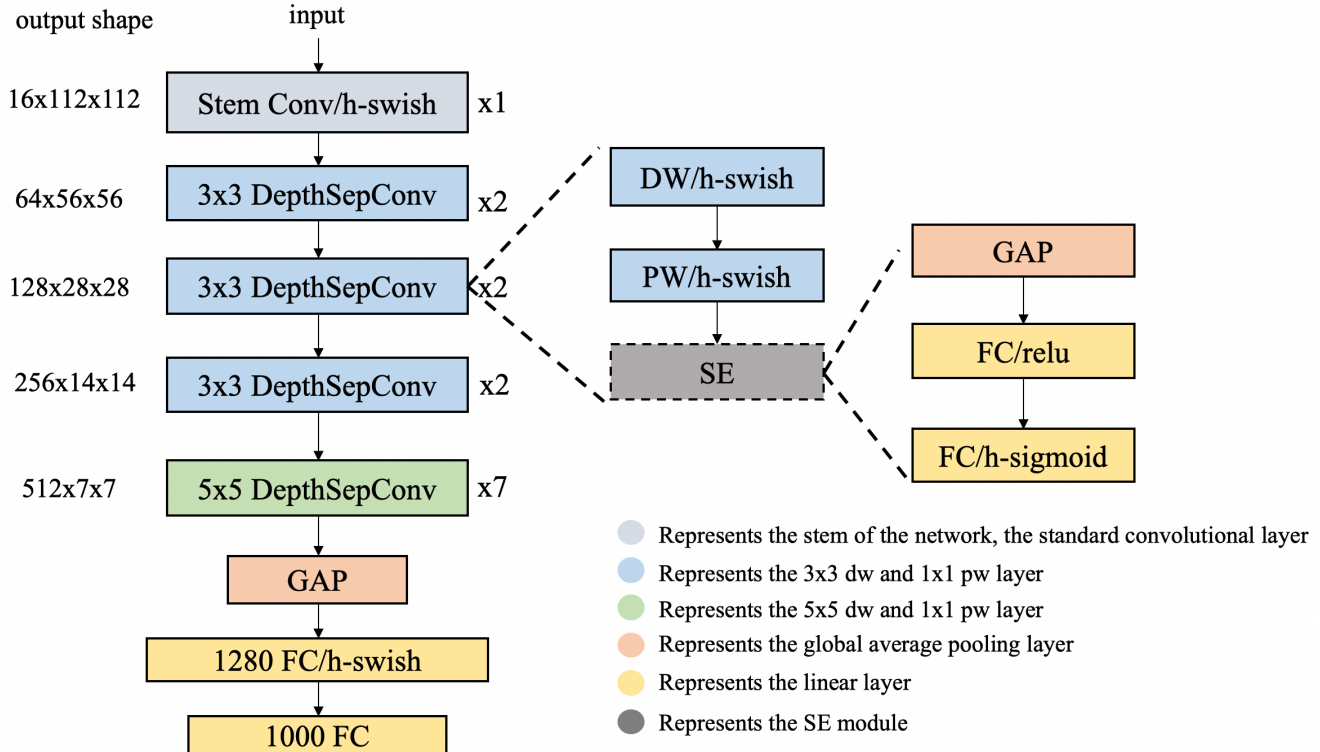 output shape
input
16x112x112
Stem Conv/h-swish
x1
64x56x56
3x3 DepthSepConv
x2
128x28x28
3x3 DepthSepConv
x2
256x14x14
3x3 DepthSepConv
x2
512x7x7
5x5 DepthSepConv
x7
GAP
1280 FC/h-swish
1000 FC
DW/h-swish
PW/h-swish
SE
GAP
FC/relu
FC/h-sigmoid
Represents the stem of the network, the standard convolutional layer
Represents the 3x3 dw and 1x1 pw layer
Represents the 5x5 dw and 1x1 pw layer
Represents the global average pooling layer
Represents the linear layer
Represents the SE module